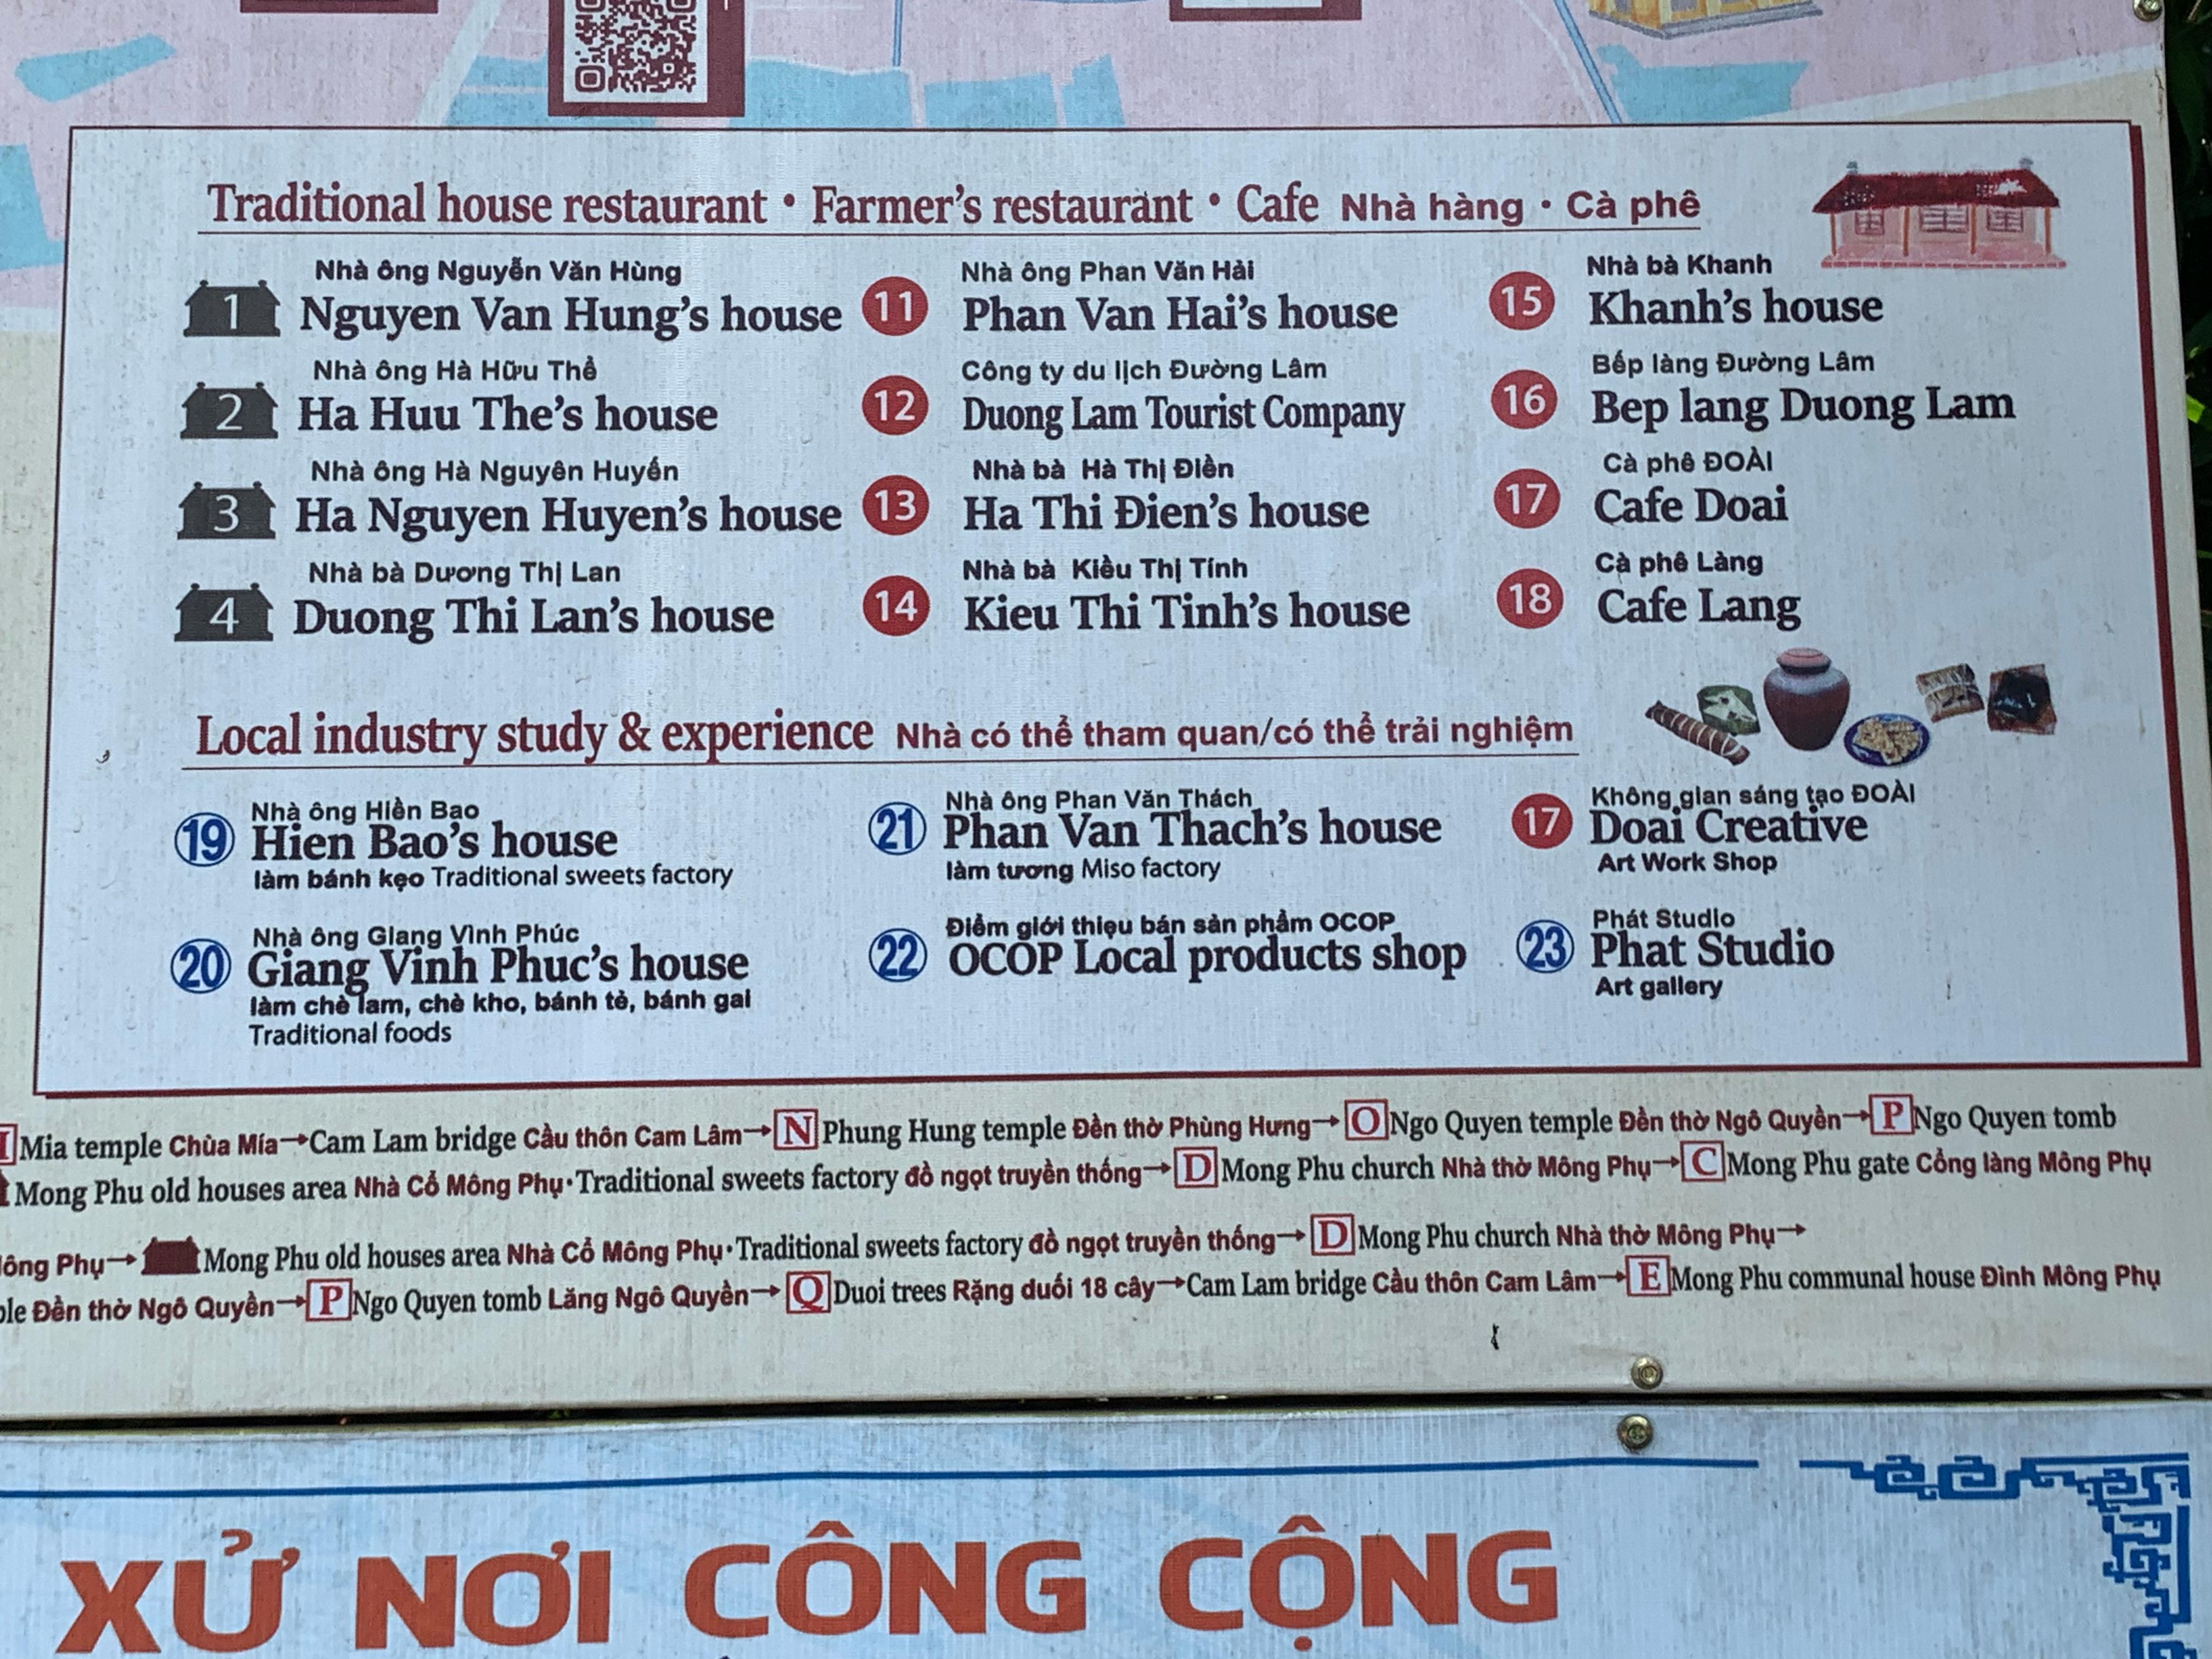 Traditional house restaurant • Farmer's restaurant • Cafe Nhà hàng • Cà phê
Nhà ông Nguyễn Văn Hùng
1 Nguyen Van Hung's house
Nhà ông Hà Hữu Thể
2 Ha Huu The's house
Nhà ông Hà Nguyên Huyến
3 Ha Nguyen Huyen's house
Nhà bà Dương Thị Lan
4 Duong Thi Lan's house
Nhà ông Phan Văn Hải
11 Phan Van Hai's house
Công ty du lịch Đường Lâm
12 Duong Lam Tourist Company
Nhà bà Hà Thị Điền
13 Ha Thi Đien's house
Nhà bà Kiều Thị Tính
14 Kieu Thi Tinh's house
Nhà bà Khanh
15 Khanh's house
Bếp làng Đường Lâm
16 Bep lang Duong Lam
Cà phê ĐOÀI
17 Cafe Doai
Cà phê Làng
18 Cafe Lang
Local industry study & experience Nhà có thể tham quan/có thể trải nghiệm
Nhà ông Hiền Bao
19 Hien Bao's house
làm bánh kẹo Traditional sweets factory
Nhà ông Giang Vình Phúc
20 Giang Vinh Phuc's house
làm chè lam, chè kho, bánh tẻ, bánh gai
Traditional foods
Nhà ông Phan Văn Thách
21 Phan Van Thach's house
làm tương Miso factory
Điểm giới thiệu bán sản phẩm OCOP
22 OCOP Local products shop
Không gian sáng tạo ĐOÀI
17 Doai Creative
Art Work Shop
Phát Studio
23 Phat Studio
Art gallery
Mia temple Chùa Mía→Cam Lam bridge Cầu thôn Cam Lâm→N Phung Hung temple Đền thờ Phùng Hưng→O Ngo Quyen temple Đền thờ Ngô Quyền→P Ngo Quyen tomb
Mong Phu old houses area Nhà Cổ Mông Phụ•Traditional sweets factory đồ ngọt truyền thống→D Mong Phu church Nhà thờ Mông Phụ→C Mong Phu gate Cổng làng Mông Phụ
ông Phụ→Mong Phu old houses area Nhà Cổ Mông Phụ•Traditional sweets factory đồ ngọt truyền thống→D Mong Phu church Nhà thờ Mông Phụ→
ple Đền thờ Ngô Quyền→P Ngo Quyen tomb Lăng Ngô Quyền→Q Duoi trees Rặng duối 18 cây→Cam Lam bridge Cầu thôn Cam Lâm→E Mong Phu communal house Đình Mông Phụ
XỬ NƠI CÔNG CỘNG